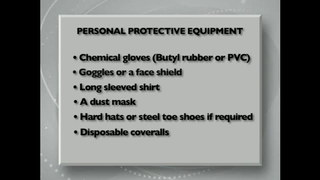 PERSONAL PROTECTIVE EQUIPMENT
• Chemical gloves (Butyl rubber or PVC)
• Goggles or a face shield
• Long sleeved shirt
• A dust mask
• Hard hats or steel toe shoes if required
• Disposable coveralls